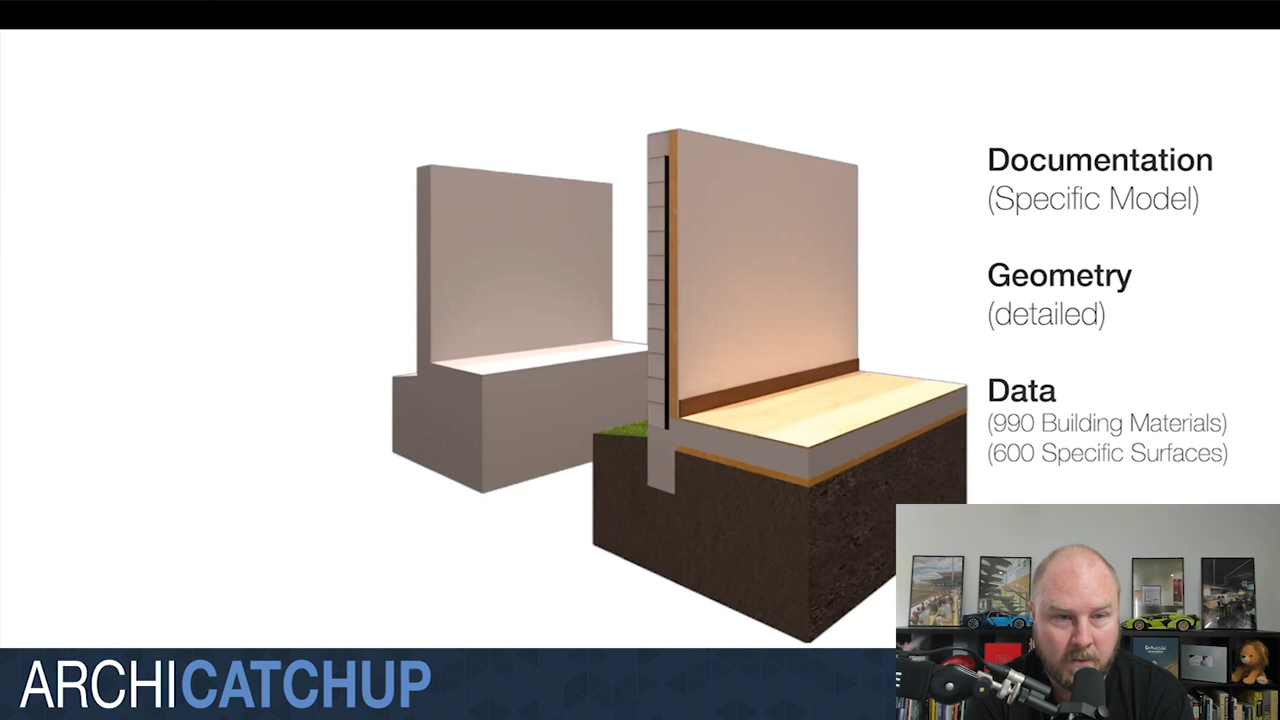 Documentation
(Specific Model)
Geometry
(detailed)
Data
(990 Building Materials)
(600 Specific Surfaces)
ARCHICATCHUP